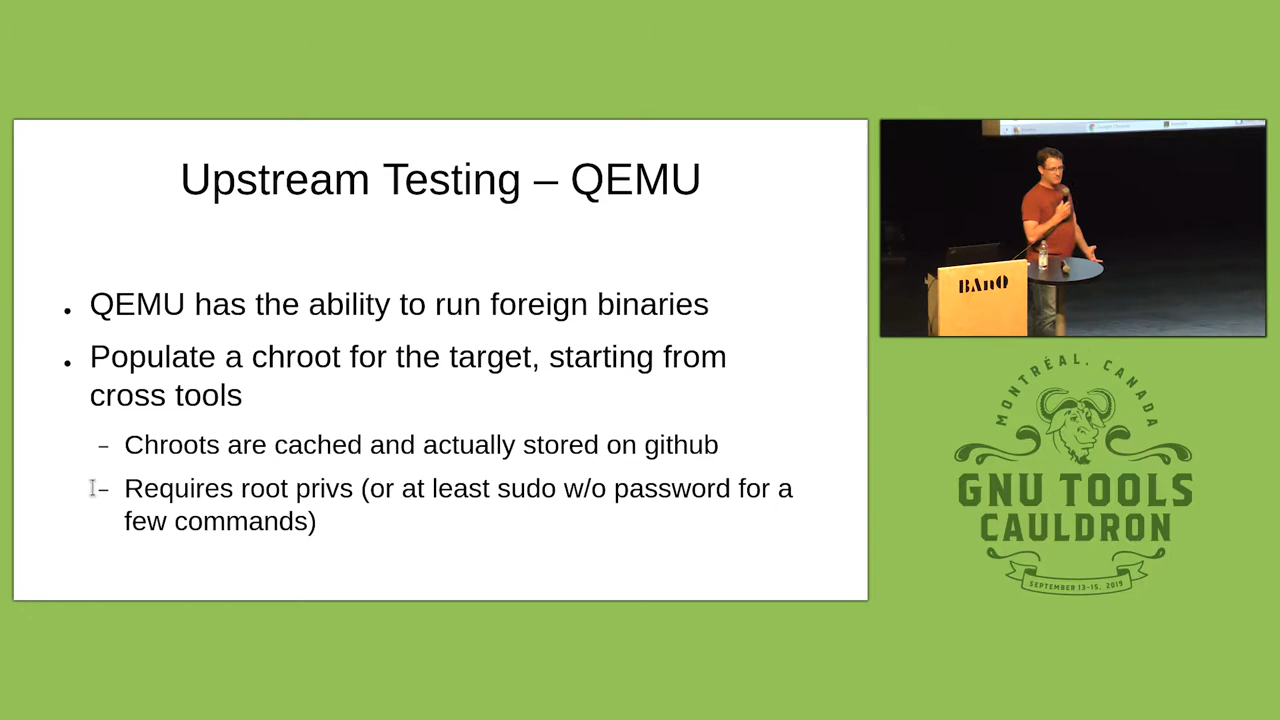 Upstream Testing – QEMU
• QEMU has the ability to run foreign binaries
• Populate a chroot for the target, starting from
cross tools
– Chroots are cached and actually stored on github
– Requires root privs (or at least sudo w/o password for a
few commands)
BAnQ
MONTRÉAL, CANADA
GNU TOOLS
CAULDRON
SEPTEMBER 13-15, 2019